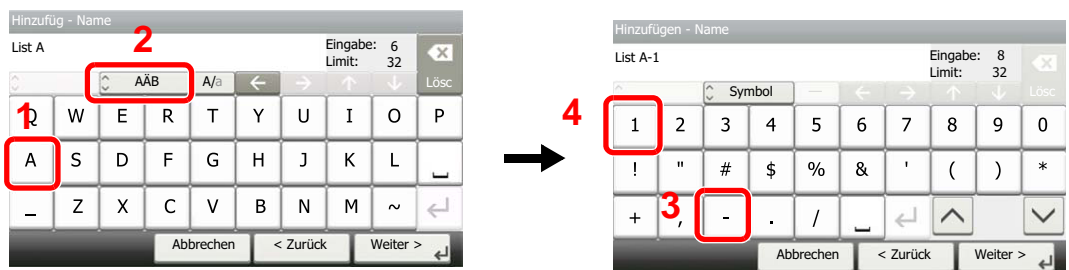 Hinzufüg - Name
List A
Eingabe: 6
Limit: 32
2
AÄB A/a ← → ↑ ↓ Lösc
1
Q W E R T Y U I O P
A S D F G H J K L
_ Z X C V B N M ~
Abbrechen < Zurück Weiter >
Hinzufügen - Name
List A-1
Eingabe: 8
Limit: 32
Symbol ← → ↑ ↓ Lösc
4
1 2 3 4 5 6 7 8 9 0
! " # $ % & ' ( ) *
3
+ , - . /
Abbrechen < Zurück Weiter >